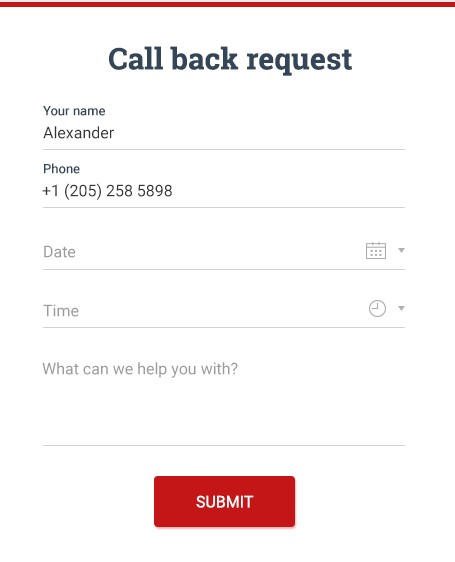 Call back request
Your name
Alexander
Phone
+1 (205) 258 5898
Date
Time
What can we help you with?
SUBMIT